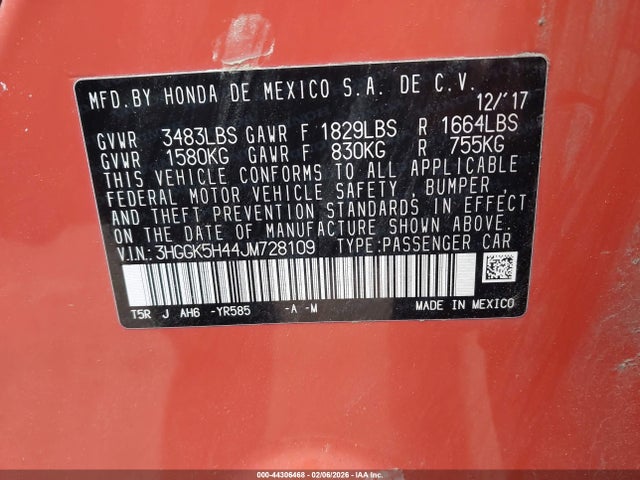 MFD.BY HONDA DE MEXICO S.A. DE C.V.
12/'17
GVWR 3483LBS GAWR F 1829LBS R 1664LBS
GVWR 1580KG GAWR F 830KG R 755KG
THIS VEHICLE CONFORMS TO ALL APPLICABLE
FEDERAL MOTOR VEHICLE SAFETY , BUMPER ,
AND THEFT PREVENTION STANDARDS IN EFFECT
ON THE DATE OF MANUFACTURE SHOWN ABOVE.
V.I.N.: 3HGGK5H44JM728109 TYPE:PASSENGER CAR
T5R J AH6 -YR585 -A -M MADE IN MEXICO
000-44306468 - 02/06/2026 - IAAI.COM